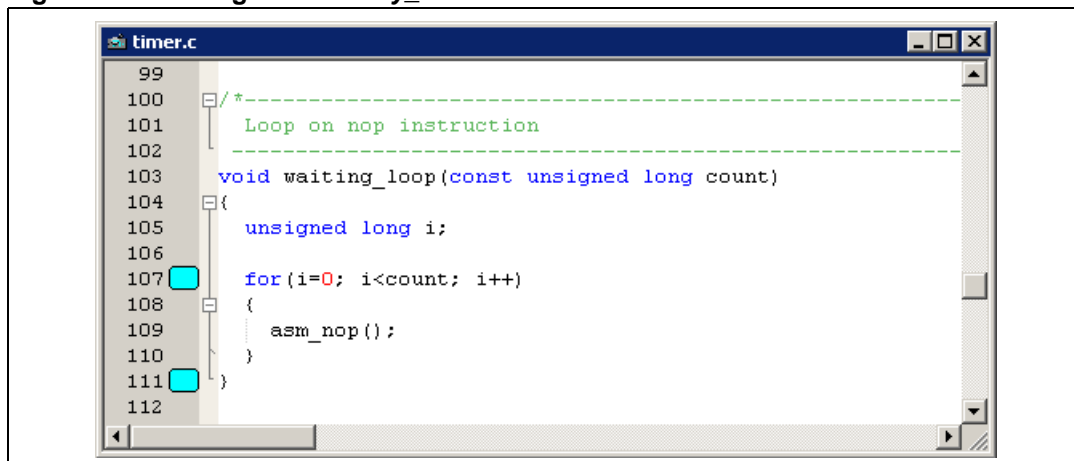 timer.c
99
100 /*-------------------------------------------------------
101 Loop on nop instruction
102 --------------------------------------------------------
103 void waiting_loop(const unsigned long count)
104 {
105 unsigned long i;
106
107 for(i=0; i<count; i++)
108 {
109 asm_nop();
110 }
111 }
112